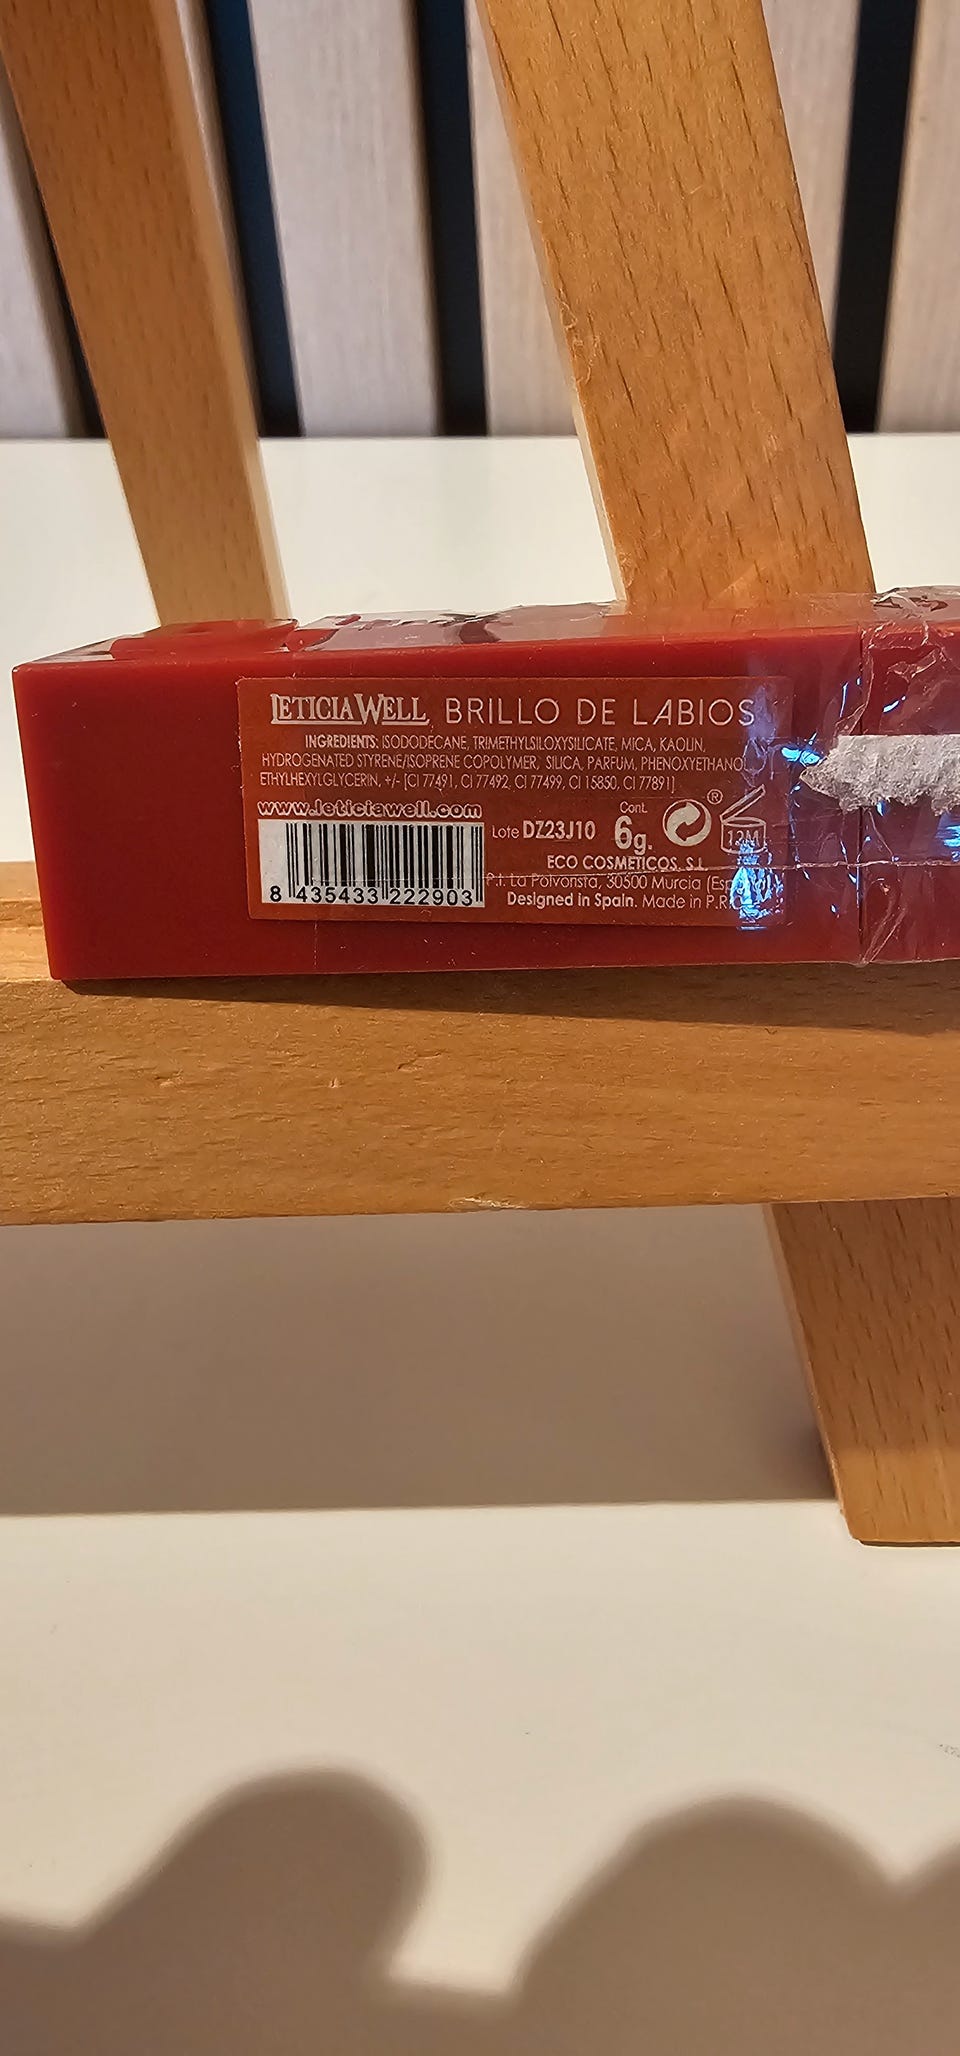 LETICIA WELL BRILLO DE LABIOS
INGREDIENTS: ISODODECANE, TRIMETHYLSILOXYSILICATE, MICA, KAOLIN,
HYDROGENATED STYRENE/ISOPRENE COPOLYMER, SILICA, PARFUM, PHENOXYETHANO
ETHYLHEXYLGLYCERIN, +/- [CI 77491, CI 77492, CI 77499, CI 15850, CI 77891]
www.leticiawell.com
Lote DZ23J10
Cont.
6g.
®
12M
8 435433 222903
ECO COSMETICOS, S.L
P.I. La Polvorista, 30500 Murcia (Esp
Designed in Spain. Made in P.R.